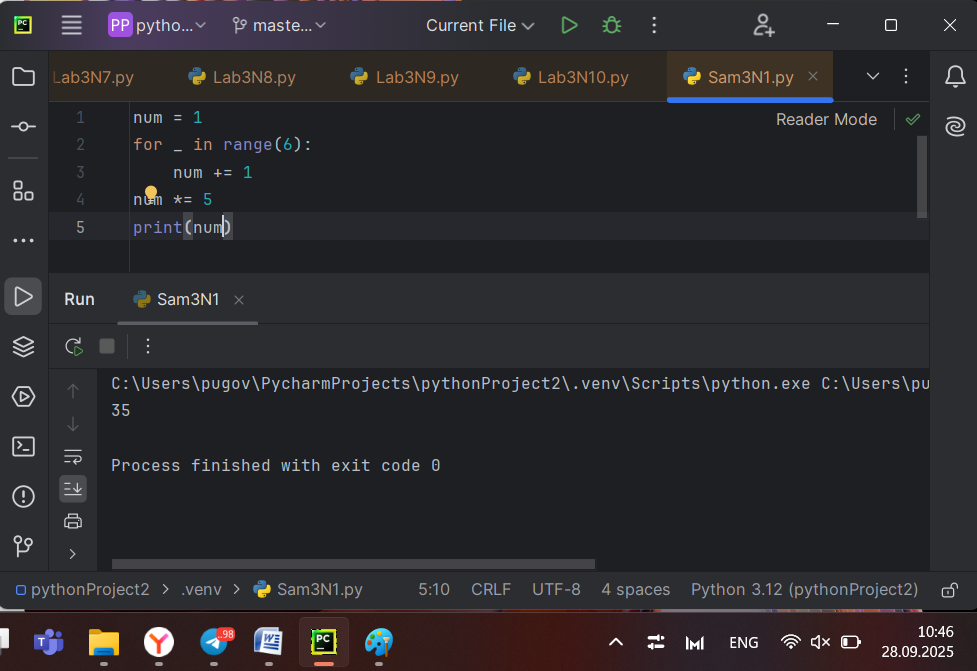 PC PP pytho... maste... Current File
Lab3N7.py Lab3N8.py Lab3N9.py Lab3N10.py Sam3N1.py
1 num = 1
Reader Mode
2 for _ in range(6):
3 num += 1
4 num *= 5
5 print(num)
Run Sam3N1
C:\Users\pugov\PycharmProjects\pythonProject2\.venv\Scripts\python.exe C:\Users\pu
35
Process finished with exit code 0
pythonProject2 > .venv > Sam3N1.py 5:10 CRLF UTF-8 4 spaces Python 3.12 (pythonProject2)
ENG 10:46
28.09.2025